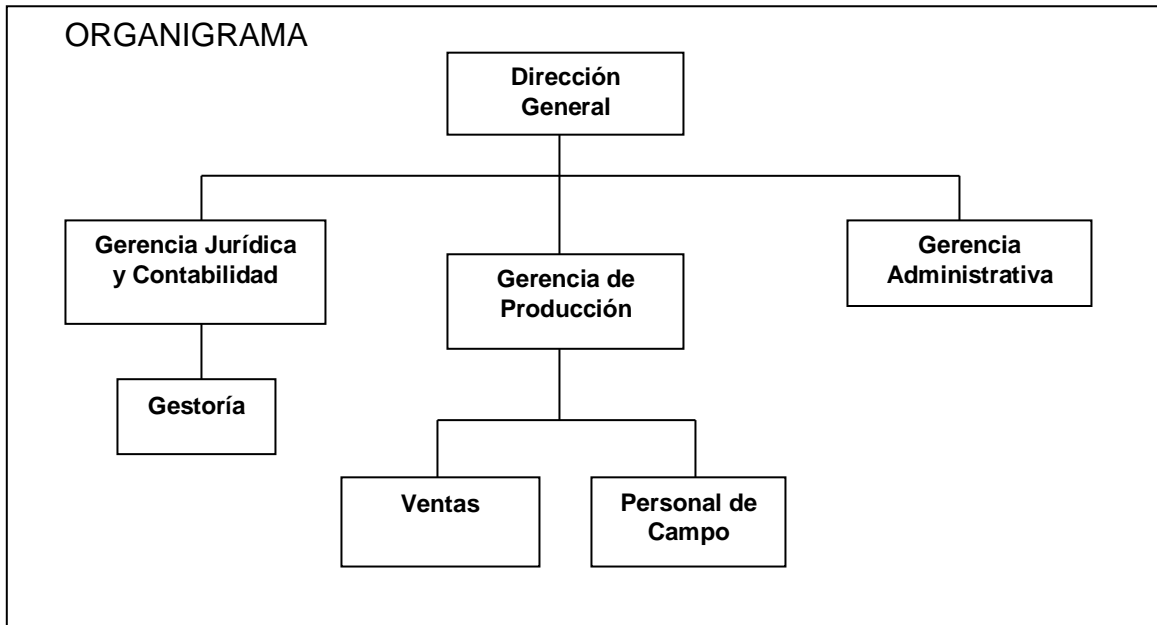 ORGANIGRAMA
Dirección
General
Gerencia Jurídica
y Contabilidad
Gerencia de
Producción
Gerencia
Administrativa
Gestoría
Ventas
Personal de
Campo